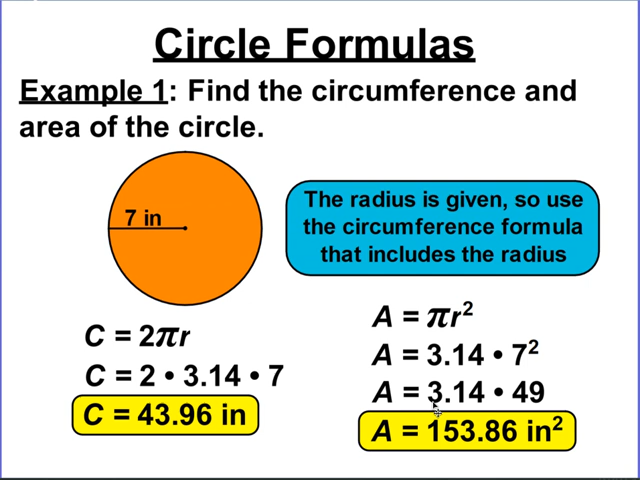 Circle Formulas
Example 1: Find the circumference and
area of the circle.
7 in
The radius is given, so use
the circumference formula
that includes the radius
C = 2πr
C = 2 • 3.14 • 7
C = 43.96 in
A = πr²
A = 3.14 • 7²
A = 3.14 • 49
A = 153.86 in²